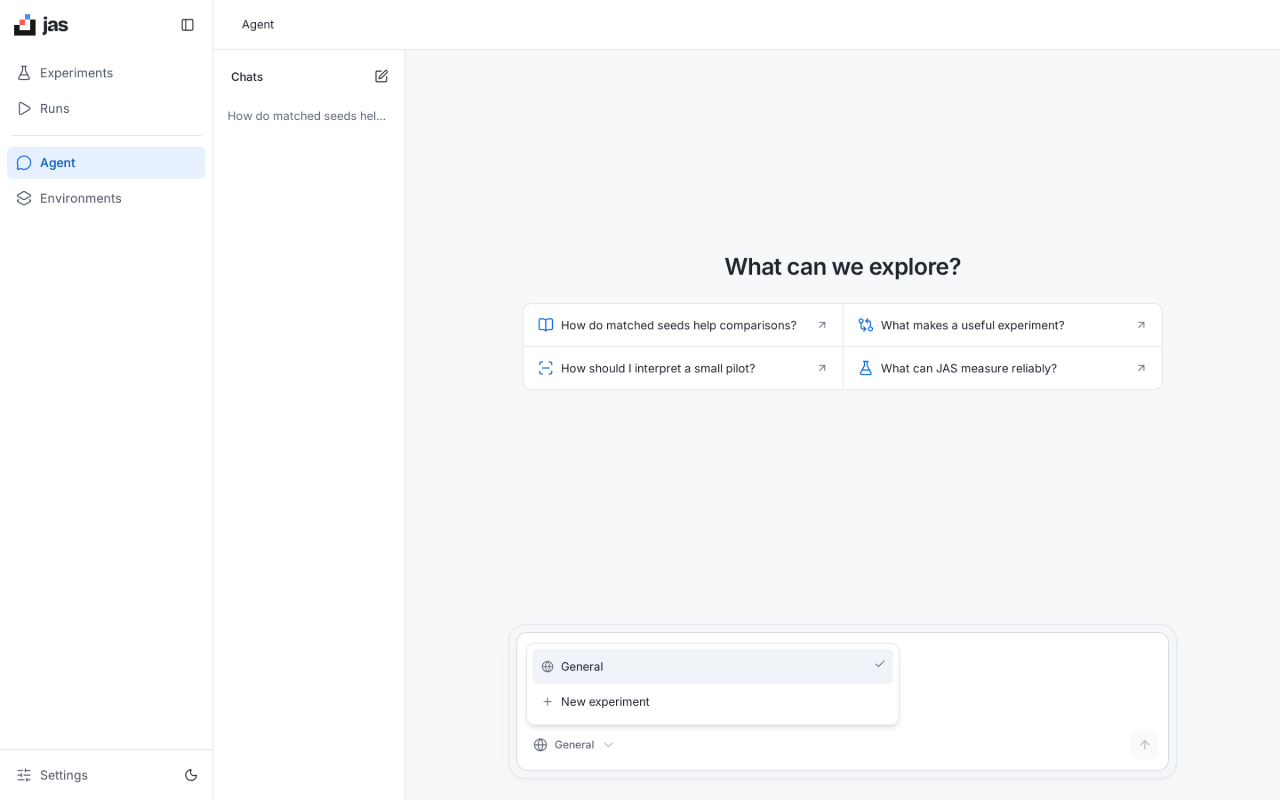 jas
Experiments
Runs
Agent
Environments
Settings
Agent
Chats
How do matched seeds hel...
What can we explore?
How do matched seeds help comparisons?
What makes a useful experiment?
How should I interpret a small pilot?
What can JAS measure reliably?
General
New experiment
General